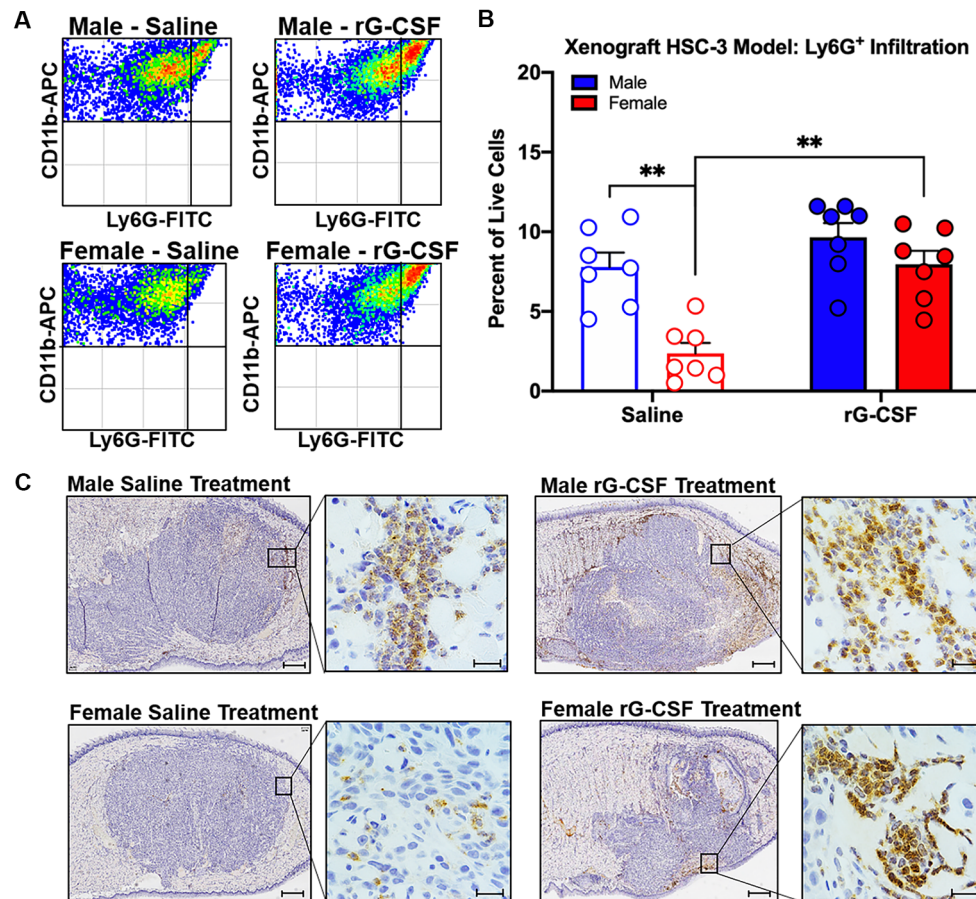 A
Male - Saline
Male - rG-CSF
CD11b-APC
CD11b-APC
Ly6G-FITC
Ly6G-FITC
Female - Saline
Female - rG-CSF
CD11b-APC
CD11b-APC
Ly6G-FITC
Ly6G-FITC
B
Xenograft HSC-3 Model: Ly6G⁺ Infiltration
Percent of Live Cells
20
15
10
5
0
Male
Female
**
**
Saline
rG-CSF
C
Male Saline Treatment
Male rG-CSF Treatment
Female Saline Treatment
Female rG-CSF Treatment